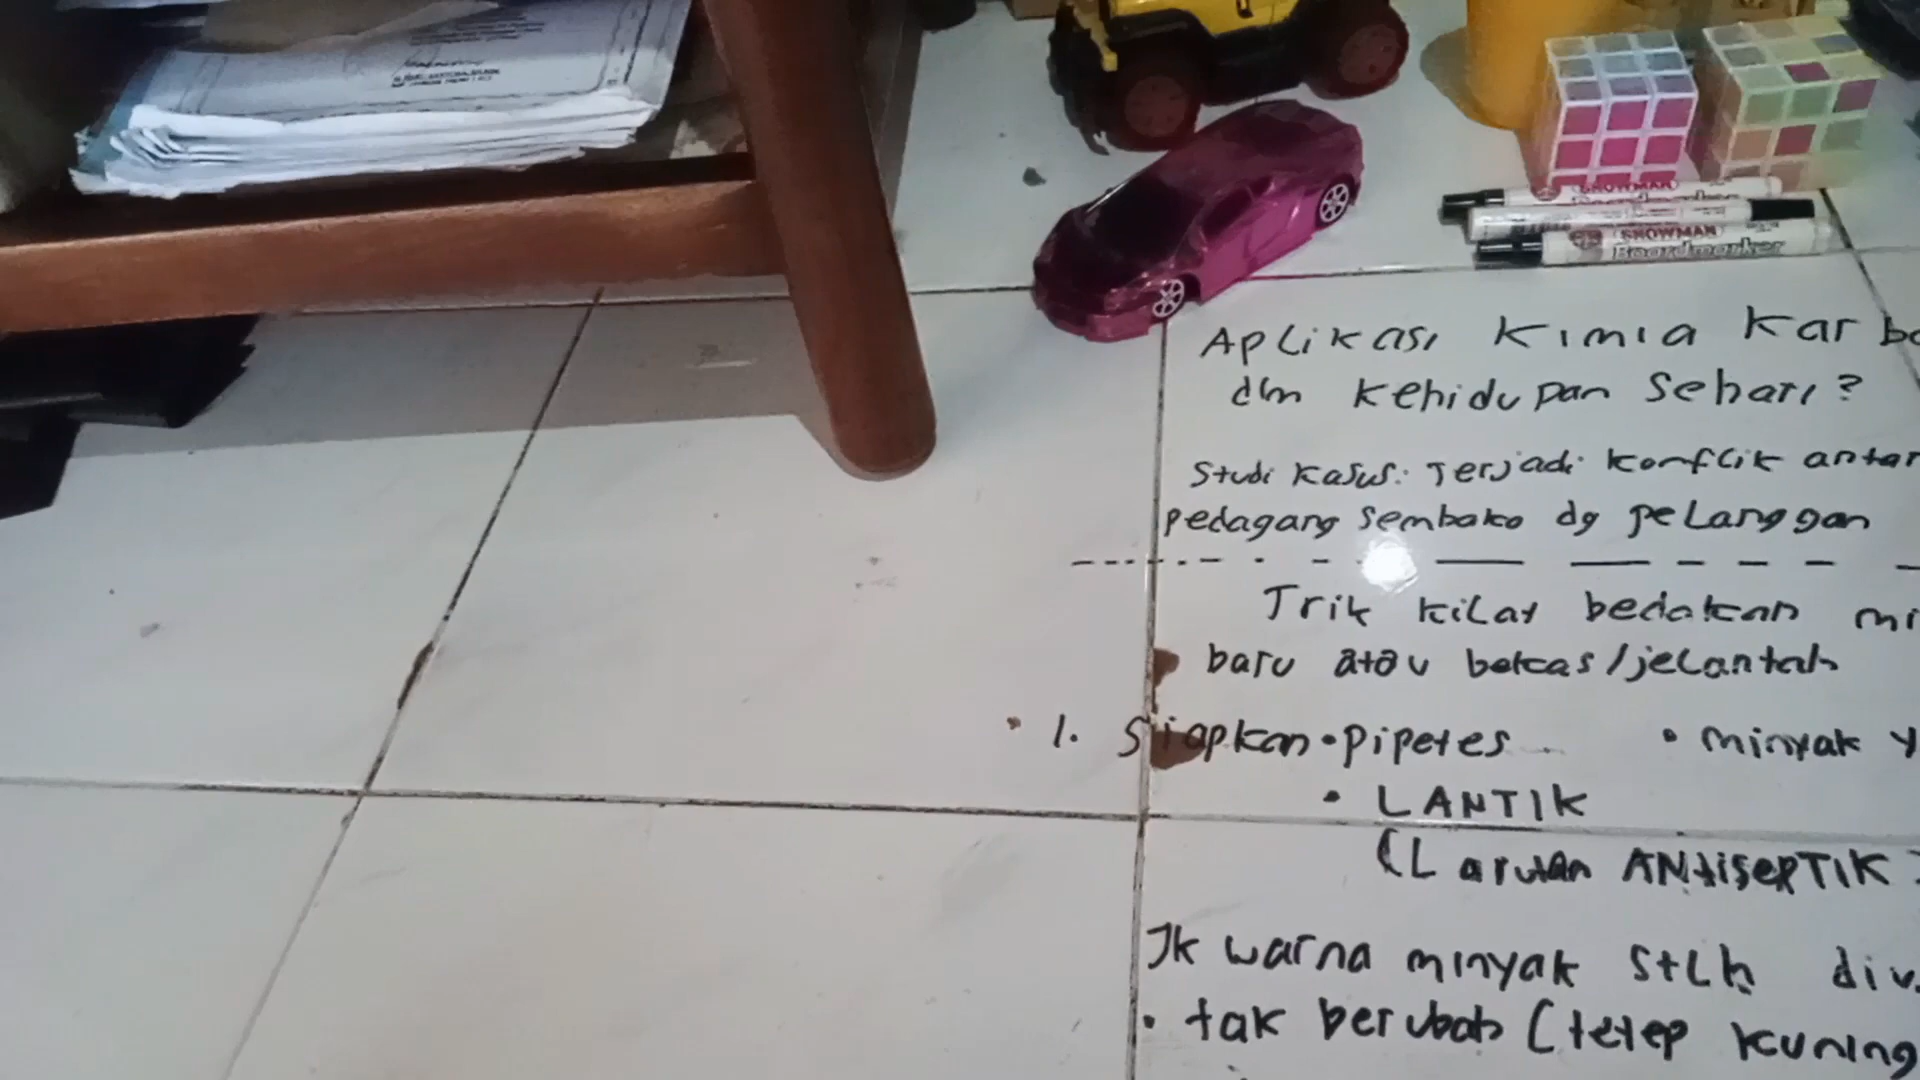 SNOWMAN
SNOWMAN
Boardmarker
Aplikasi Kimia Kar
dlm Kehidupan Sehari?
Studi Kasus: Terjadi Konflik antar
pedagang Sembako dg pelanggan
Trik kilat bedakan
baru atau bekas/jelantah
1. Siapkan • Pipetes • minyak
• LANTIK
(Larutan ANtiSEPTIK)
Jk warna minyak stlh
• tak berubah (tetep kuning